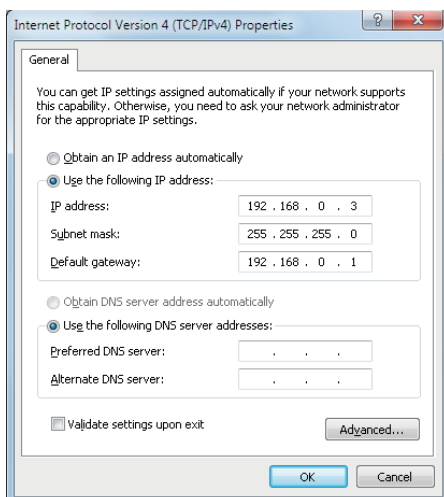 Internet Protocol Version 4 (TCP/IPv4) Properties
General
You can get IP settings assigned automatically if your network supports
this capability. Otherwise, you need to ask your network administrator
for the appropriate IP settings.
Obtain an IP address automatically
Use the following IP address:
IP address: 192 . 168 . 0 . 3
Subnet mask: 255 . 255 . 255 . 0
Default gateway: 192 . 168 . 0 . 1
Obtain DNS server address automatically
Use the following DNS server addresses:
Preferred DNS server: . . .
Alternate DNS server: . . .
Validate settings upon exit
Advanced...
OK Cancel